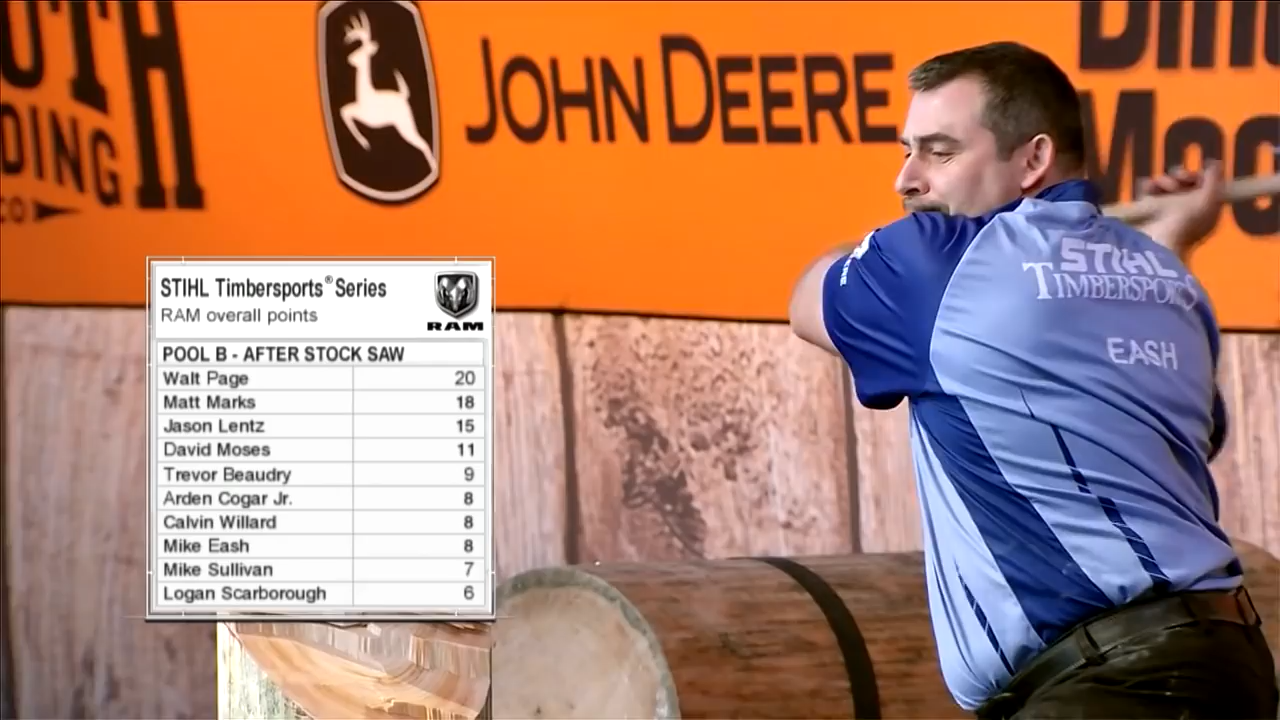 JOHN DEERE
STIHL Timbersports® Series
RAM overall points
RAM
POOL B - AFTER STOCK SAW
Walt Page 20
Matt Marks 18
Jason Lentz 15
David Moses 11
Trevor Beaudry 9
Arden Cogar Jr. 8
Calvin Willard 8
Mike Eash 8
Mike Sullivan 7
Logan Scarborough 6
STIHL
TIMBERSPORTS
EASH